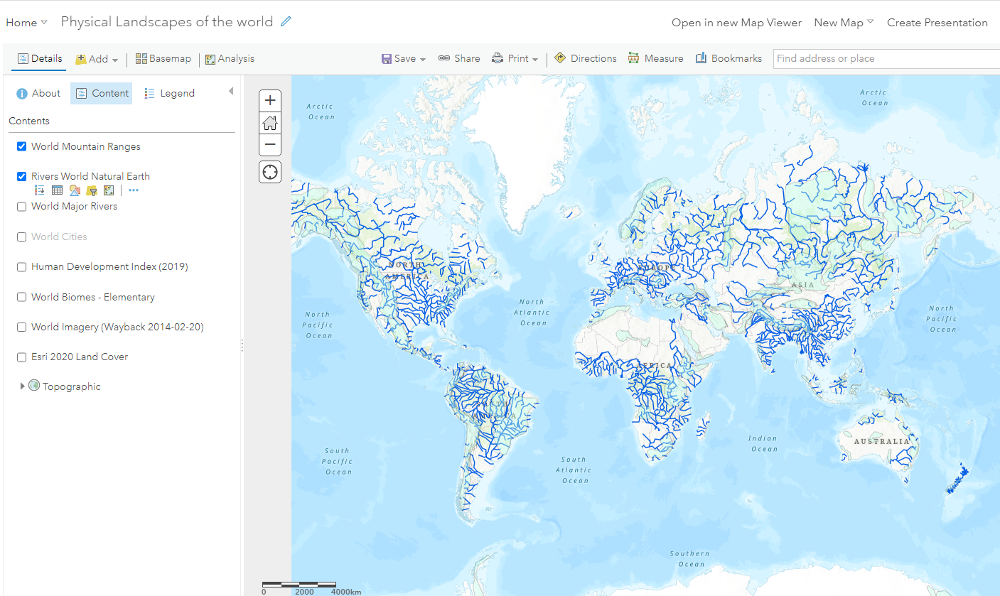 Home
Physical Landscapes of the world
Open in new Map Viewer
New Map
Create Presentation
Details
Add
Basemap
Analysis
Save
Share
Print
Directions
Measure
Bookmarks
Find address or place
About
Content
Legend
Contents
World Mountain Ranges
Rivers World Natural Earth
World Major Rivers
World Cities
Human Development Index (2019)
World Biomes - Elementary
World Imagery (Wayback 2014-02-20)
Esri 2020 Land Cover
Topographic
+
−
Arctic
Ocean
Arctic
Ocean
NORTH
AMERICA
EUROPE
ASIA
North
Pacific
Ocean
North
Atlantic
Ocean
North
Pacific
Ocean
AFRICA
SOUTH
AMERICA
South
Pacific
Ocean
South
Atlantic
Ocean
Indian
Ocean
AUSTRALIA
Southern
Ocean
0 2000 4000km